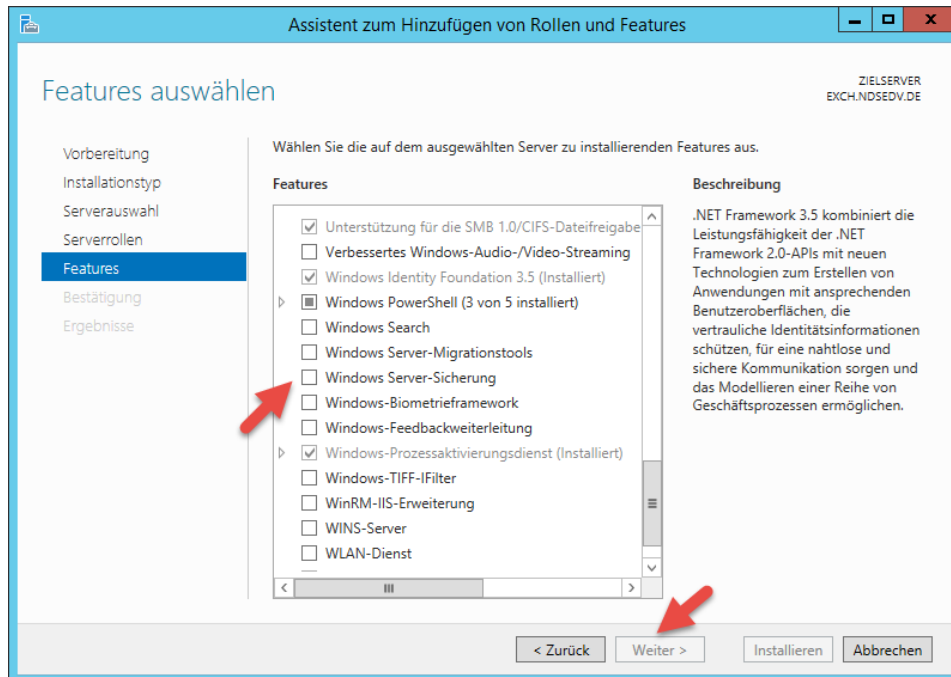 Assistent zum Hinzufügen von Rollen und Features
Features auswählen
ZIELSERVER
EXCH.NDSEDV.DE
Vorbereitung
Installationstyp
Serverauswahl
Serverrollen
Features
Bestätigung
Ergebnisse
Wählen Sie die auf dem ausgewählten Server zu installierenden Features aus.
Features
Unterstützung für die SMB 1.0/CIFS-Dateifreigabe
Verbessertes Windows-Audio-/Video-Streaming
Windows Identity Foundation 3.5 (Installiert)
Windows PowerShell (3 von 5 installiert)
Windows Search
Windows Server-Migrationstools
Windows Server-Sicherung
Windows-Biometrieframework
Windows-Feedbackweiterleitung
Windows-Prozessaktivierungsdienst (Installiert)
Windows-TIFF-IFilter
WinRM-IIS-Erweiterung
WINS-Server
WLAN-Dienst
Beschreibung
.NET Framework 3.5 kombiniert die
Leistungsfähigkeit der .NET
Framework 2.0-APIs mit neuen
Technologien zum Erstellen von
Anwendungen mit ansprechenden
Benutzeroberflächen, die
vertrauliche Identitätsinformationen
schützen, für eine nahtlose und
sichere Kommunikation sorgen und
das Modellieren einer Reihe von
Geschäftsprozessen ermöglichen.
< Zurück
Weiter >
Installieren
Abbrechen